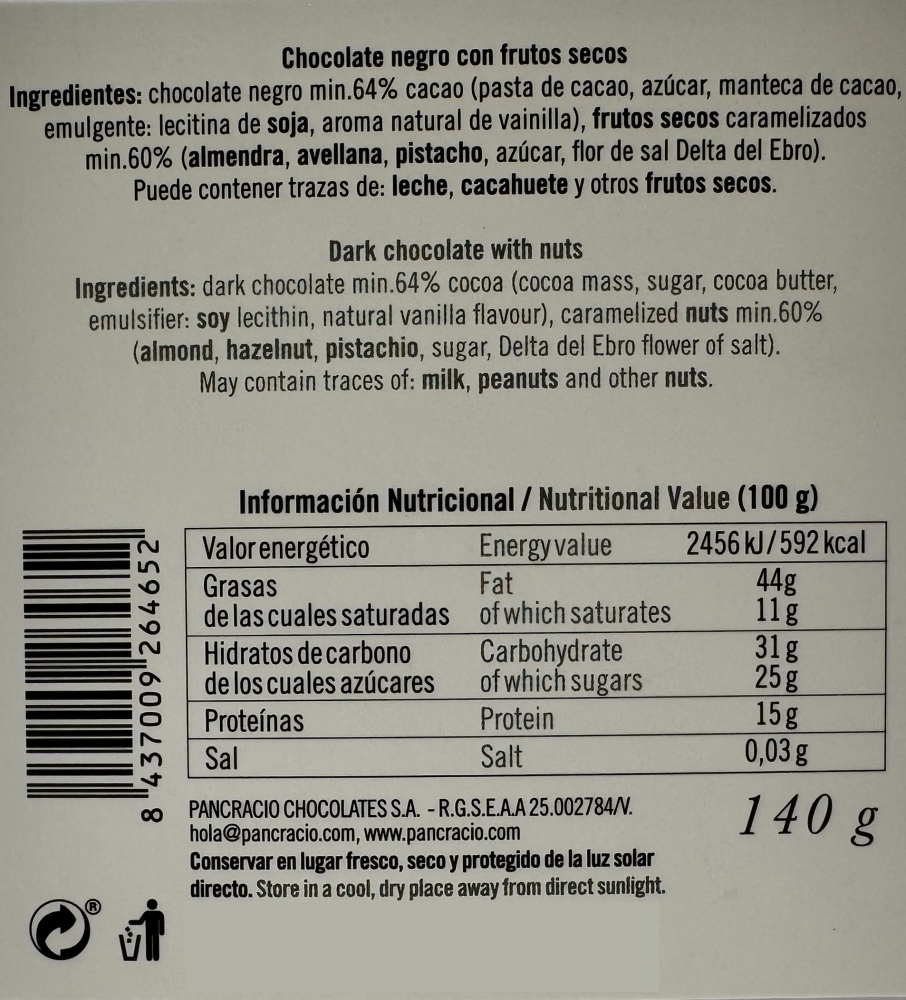 Chocolate negro con frutos secos
Ingredientes: chocolate negro min.64% cacao (pasta de cacao, azúcar, manteca de cacao,
emulgente: lecitina de soja, aroma natural de vainilla), frutos secos caramelizados
min.60% (almendra, avellana, pistacho, azúcar, flor de sal Delta del Ebro).
Puede contener trazas de: leche, cacahuete y otros frutos secos.
Dark chocolate with nuts
Ingredients: dark chocolate min.64% cocoa (cocoa mass, sugar, cocoa butter,
emulsifier: soy lecithin, natural vanilla flavour), caramelized nuts min.60%
(almond, hazelnut, pistachio, sugar, Delta del Ebro flower of salt).
May contain traces of: milk, peanuts and other nuts.
Información Nutricional / Nutritional Value (100 g)
Valor energético Energy value 2456 kJ / 592 kcal
Grasas Fat 44g
de las cuales saturadas of which saturates 11 g
Hidratos de carbono Carbohydrate 31 g
de los cuales azúcares of which sugars 25 g
Proteínas Protein 15 g
Sal Salt 0,03 g
8 437009 264652
PANCRACIO CHOCOLATES S.A. - R.G.S.E.A.A 25.002784/V.
hola@pancracio.com, www.pancracio.com
140 g
Conservar en lugar fresco, seco y protegido de la luz solar
directo. Store in a cool, dry place away from direct sunlight.
®